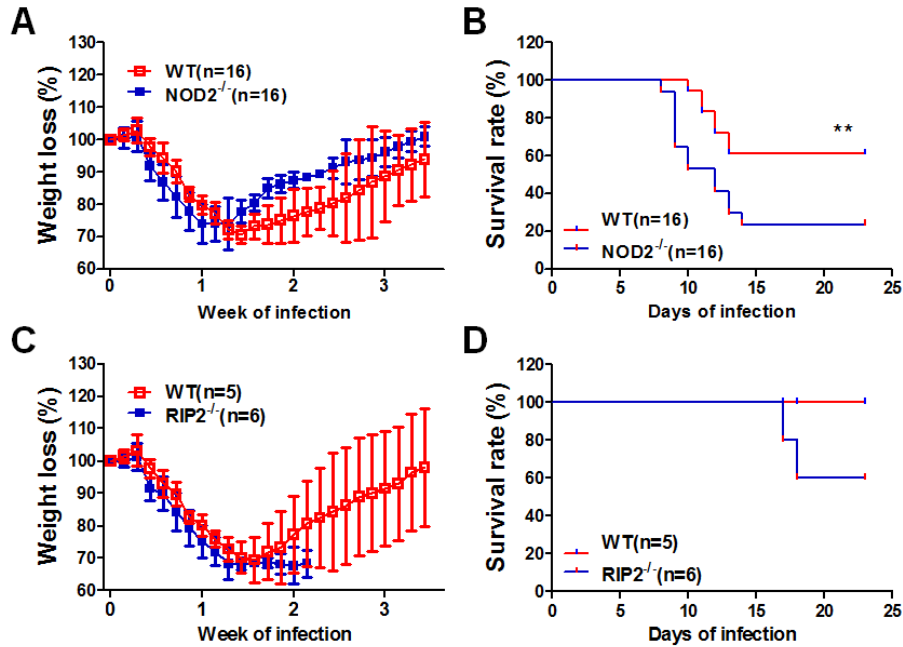 A
Weight loss (%)
130
120
110
100
90
80
70
60
WT(n=16)
NOD2-/-(n=16)
0
1
2
3
Week of infection
B
Survival rate (%)
120
100
80
60
40
20
0
**
WT(n=16)
NOD2-/-(n=16)
0
5
10
15
20
25
Days of infection
C
Weight loss (%)
130
120
110
100
90
80
70
60
WT(n=5)
RIP2-/-(n=6)
0
1
2
3
Week of infection
D
Survival rate (%)
120
100
80
60
40
20
0
WT(n=5)
RIP2-/-(n=6)
0
5
10
15
20
25
Days of infection